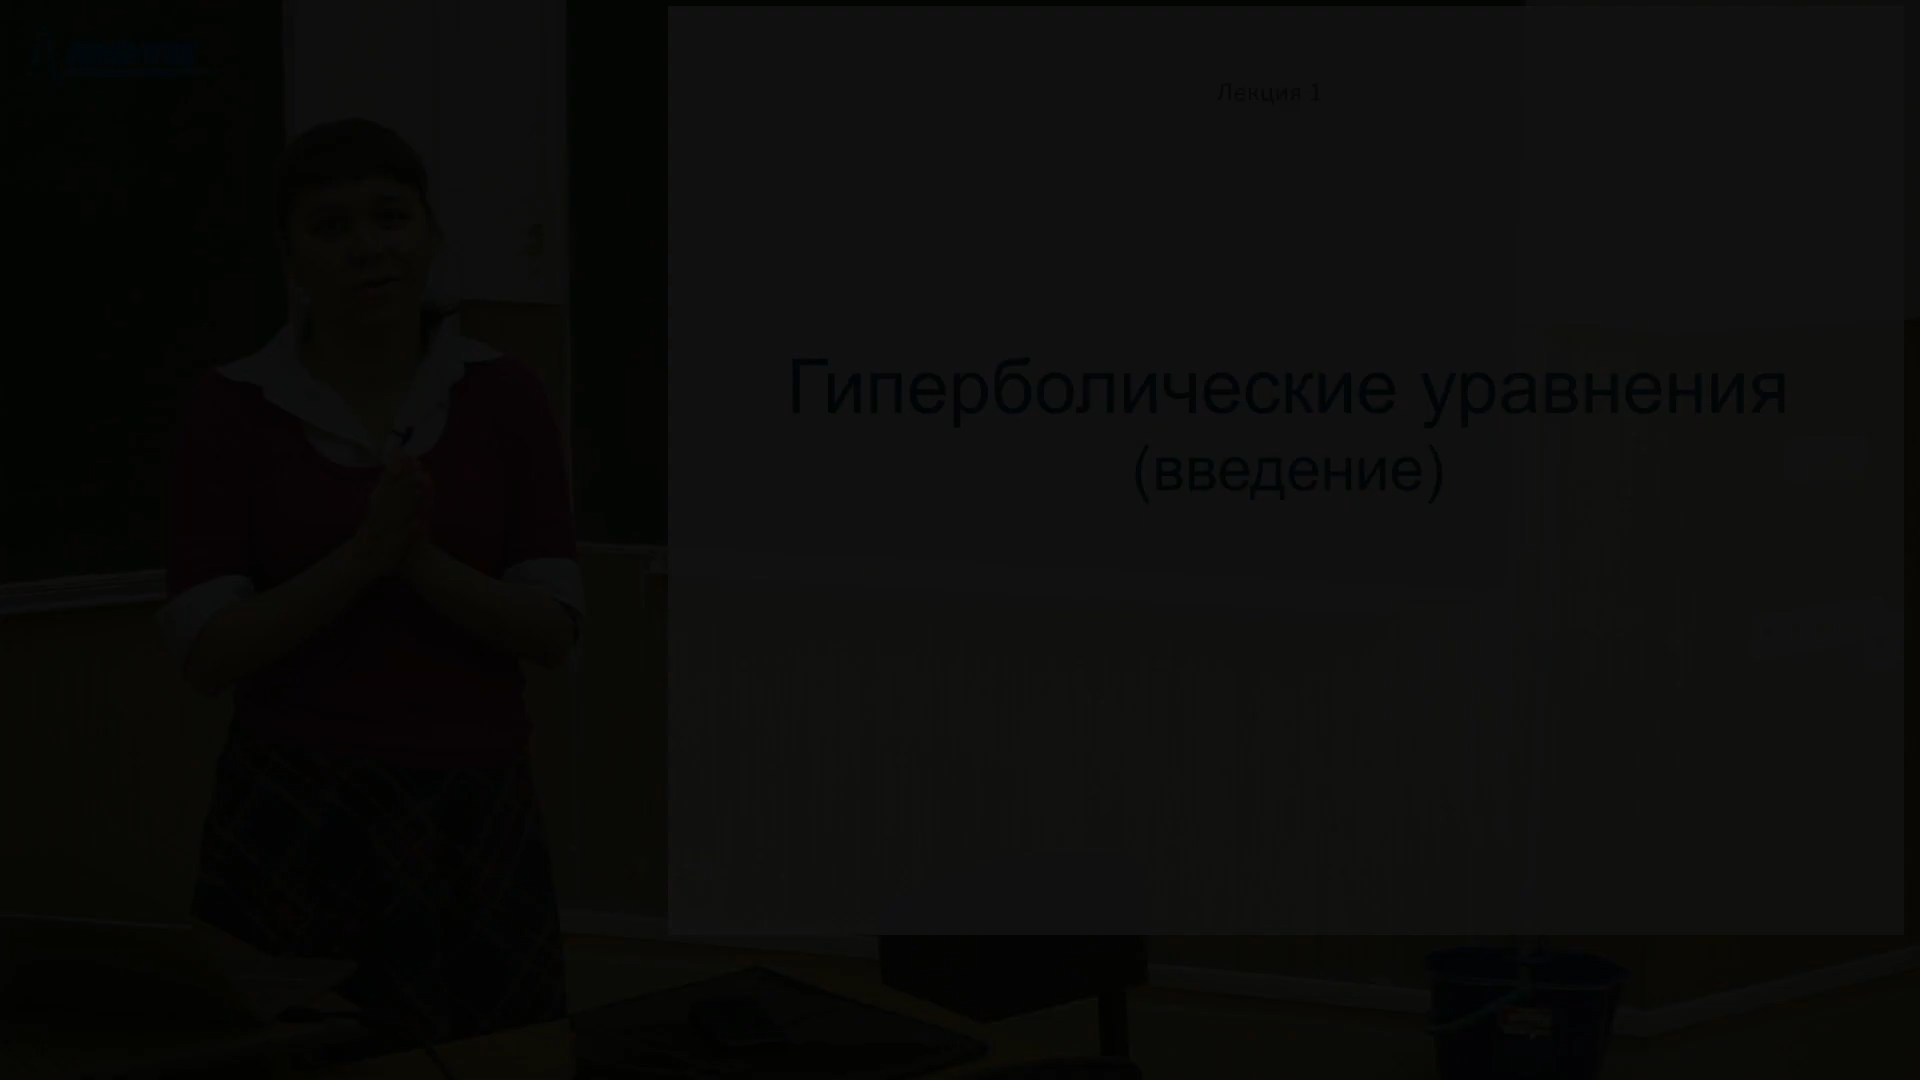 Лекция 1
Гиперболические уравнения
(введение)